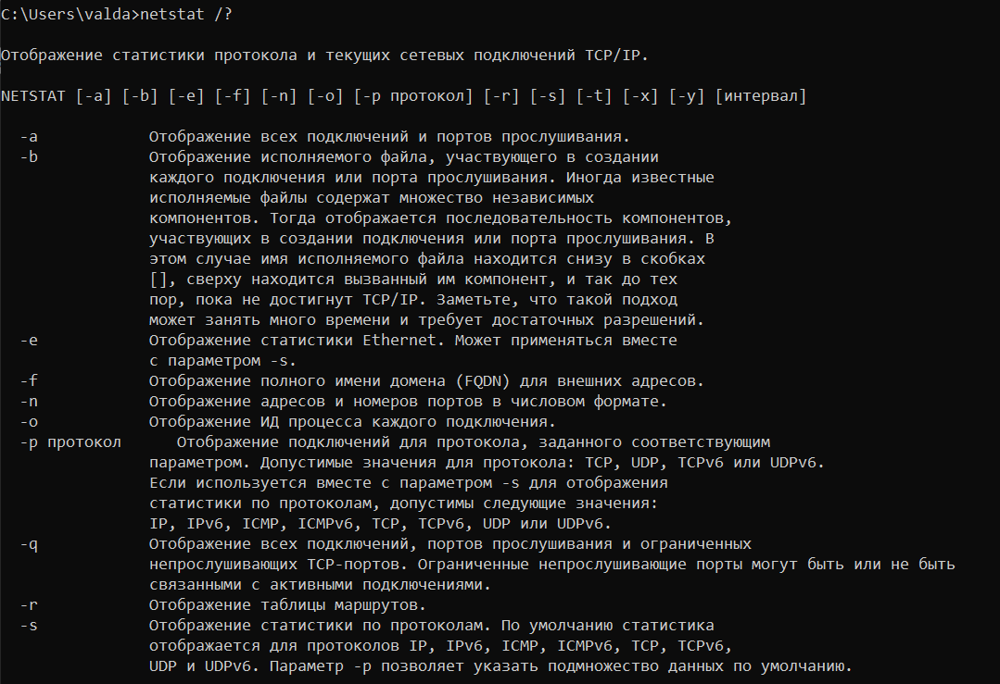 C:\Users\valda>netstat /?
Отображение статистики протокола и текущих сетевых подключений TCP/IP.
NETSTAT [-a] [-b] [-e] [-f] [-n] [-o] [-p протокол] [-r] [-s] [-t] [-x] [-y] [интервал]
-a Отображение всех подключений и портов прослушивания.
-b Отображение исполняемого файла, участвующего в создании
каждого подключения или порта прослушивания. Иногда известные
исполняемые файлы содержат множество независимых
компонентов. Тогда отображается последовательность компонентов,
участвующих в создании подключения или порта прослушивания. В
этом случае имя исполняемого файла находится снизу в скобках
[], сверху находится вызванный им компонент, и так до тех
пор, пока не достигнут TCP/IP. Заметьте, что такой подход
может занять много времени и требует достаточных разрешений.
-e Отображение статистики Ethernet. Может применяться вместе
с параметром -s.
-f Отображение полного имени домена (FQDN) для внешних адресов.
-n Отображение адресов и номеров портов в числовом формате.
-o Отображение ИД процесса каждого подключения.
-p протокол Отображение подключений для протокола, заданного соответствующим
параметром. Допустимые значения для протокола: TCP, UDP, TCPv6 или UDPv6.
Если используется вместе с параметром -s для отображения
статистики по протоколам, допустимы следующие значения:
IP, IPv6, ICMP, ICMPv6, TCP, TCPv6, UDP или UDPv6.
-q Отображение всех подключений, портов прослушивания и ограниченных
непрослушивающих TCP-портов. Ограниченные непрослушивающие порты могут быть или не быть
связанными с активными подключениями.
-r Отображение таблицы маршрутов.
-s Отображение статистики по протоколам. По умолчанию статистика
отображается для протоколов IP, IPv6, ICMP, ICMPv6, TCP, TCPv6,
UDP и UDPv6. Параметр -p позволяет указать подмножество данных по умолчанию.